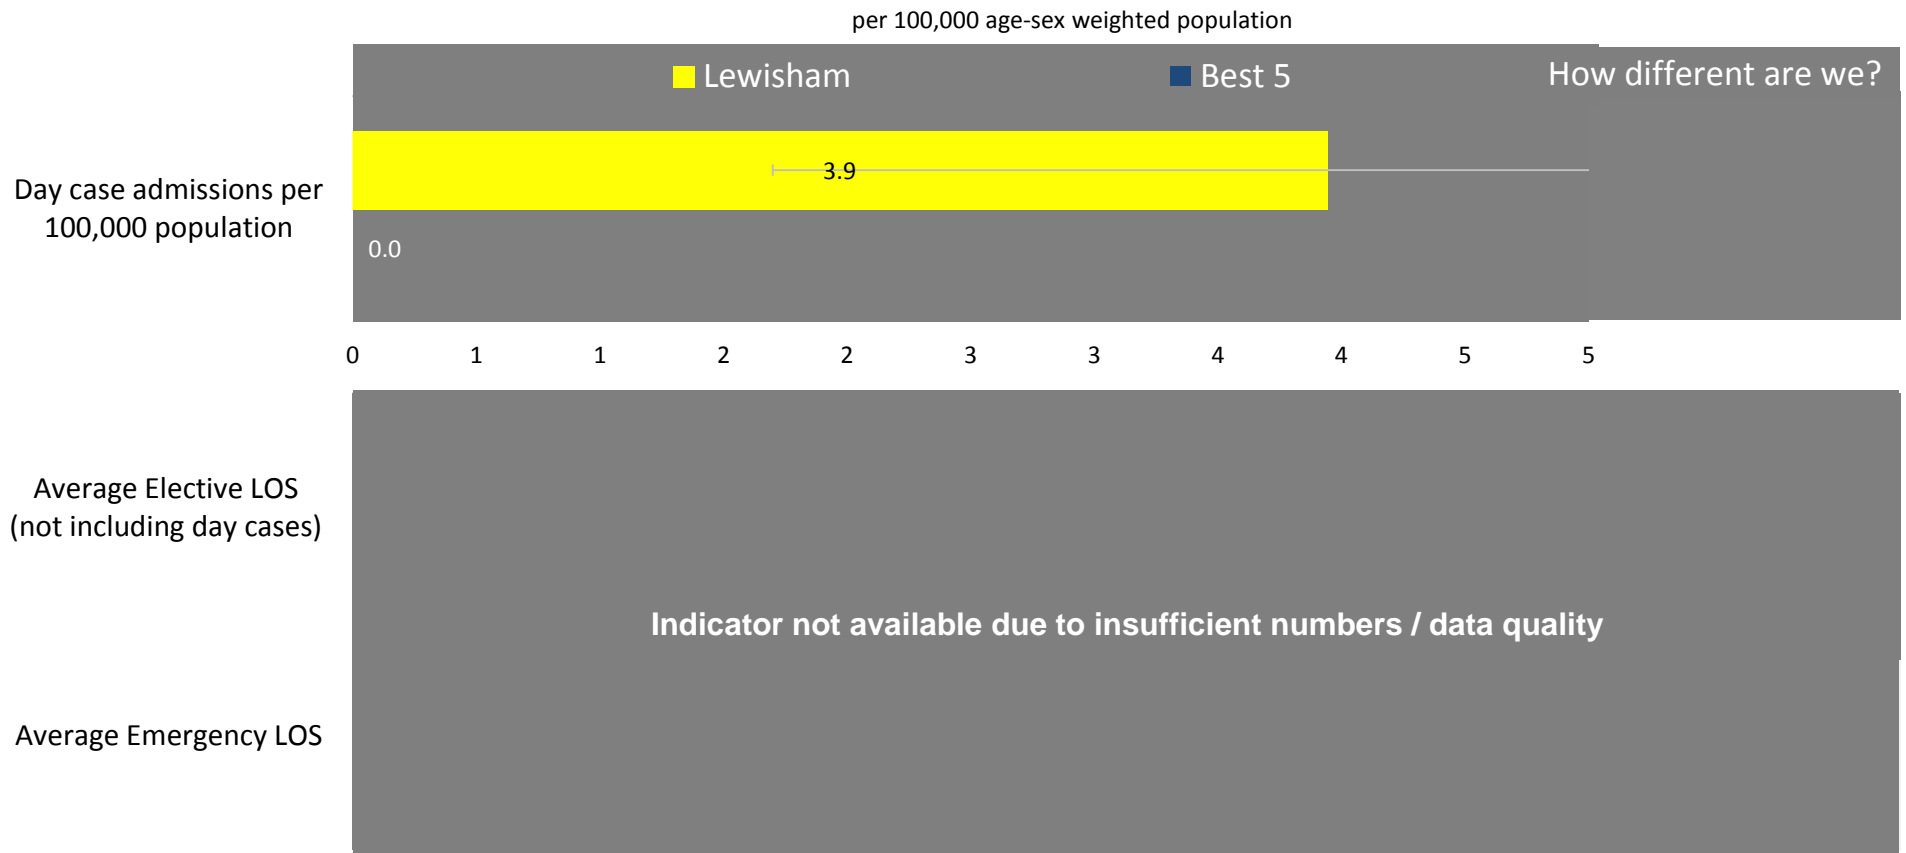 per 100,000 age-sex weighted population
Lewisham
Best 5
How different are we?
Day case admissions per
100,000 population
3.9
0.0
0 1 1 2 2 3 3 4 4 5 5
Average Elective LOS
(not including day cases)
Indicator not available due to insufficient numbers / data quality
Average Emergency LOS